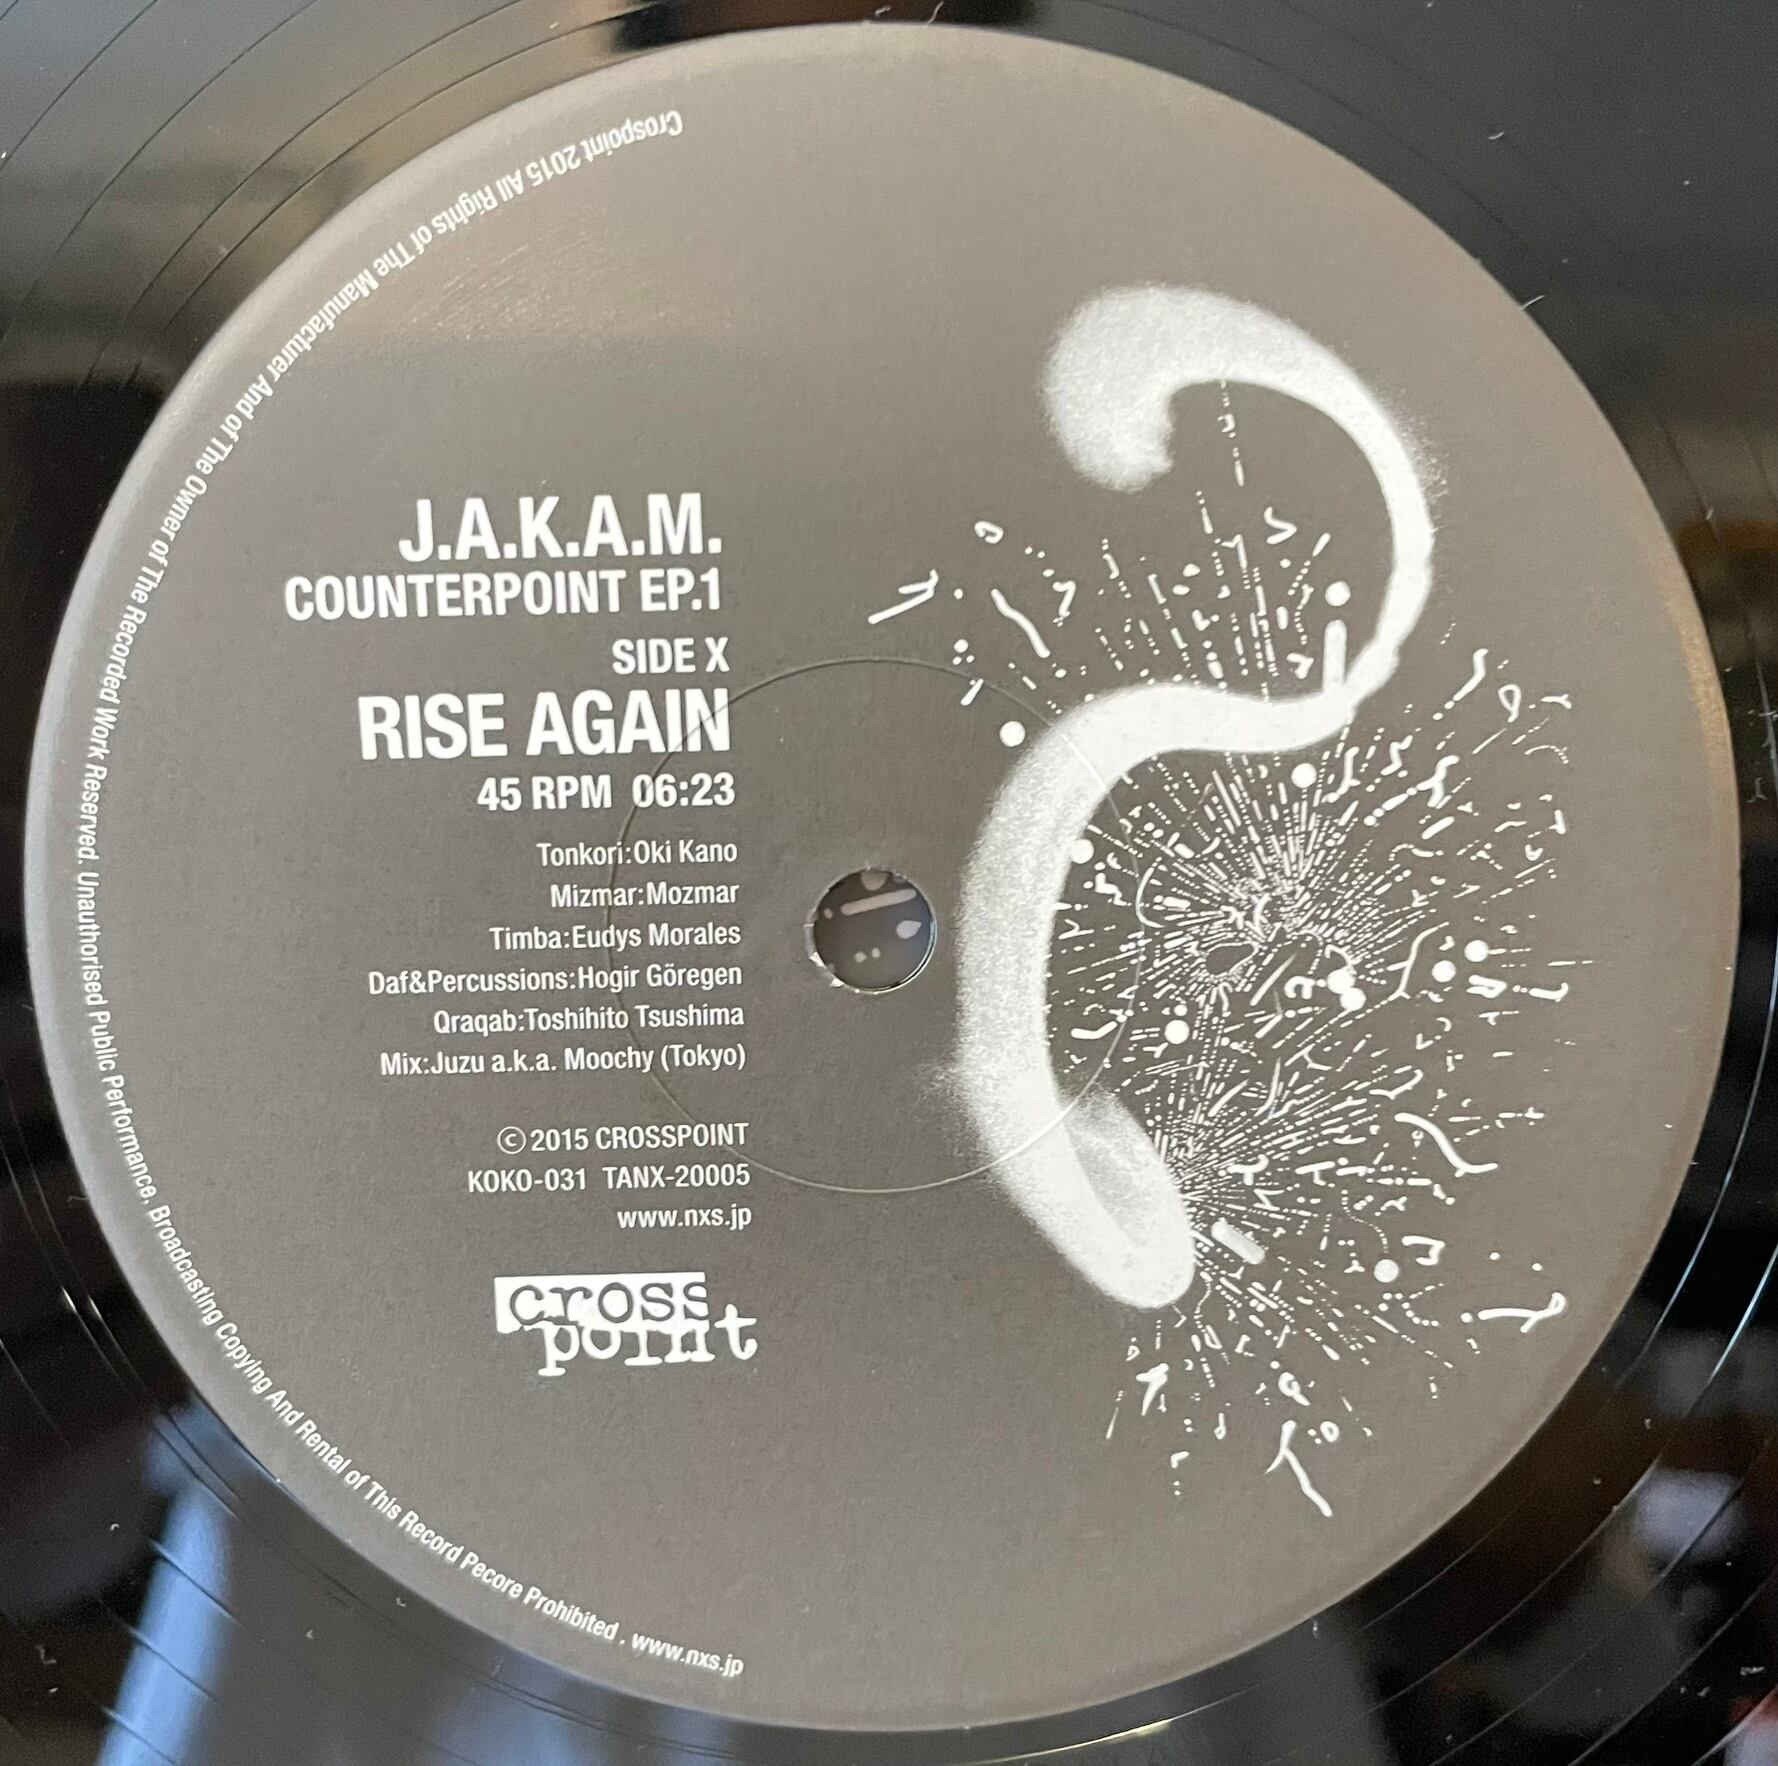 J.A.K.A.M.
COUNTERPOINT EP.1
SIDE X
RISE AGAIN
45 RPM 06:23
Tonkori:Oki Kano
Mizmar:Mozmar
Timba:Eudys Morales
Daf&Percussions:Hogir Göregen
Qraqab:Toshihito Tsushima
Mix:Juzu a.k.a. Moochy (Tokyo)
©2015 CROSSPOINT
KOKO-031 TANX-20005
www.nxs.jp
cross
point
Crospoint 2015 All Rights of The Manufacturer And of The Owner of The Recorded Work Reserved. Unauthorised Public Performance. Broadcasting Copying And Rental of This Record Pecore Prohibited . www.nxs.jp